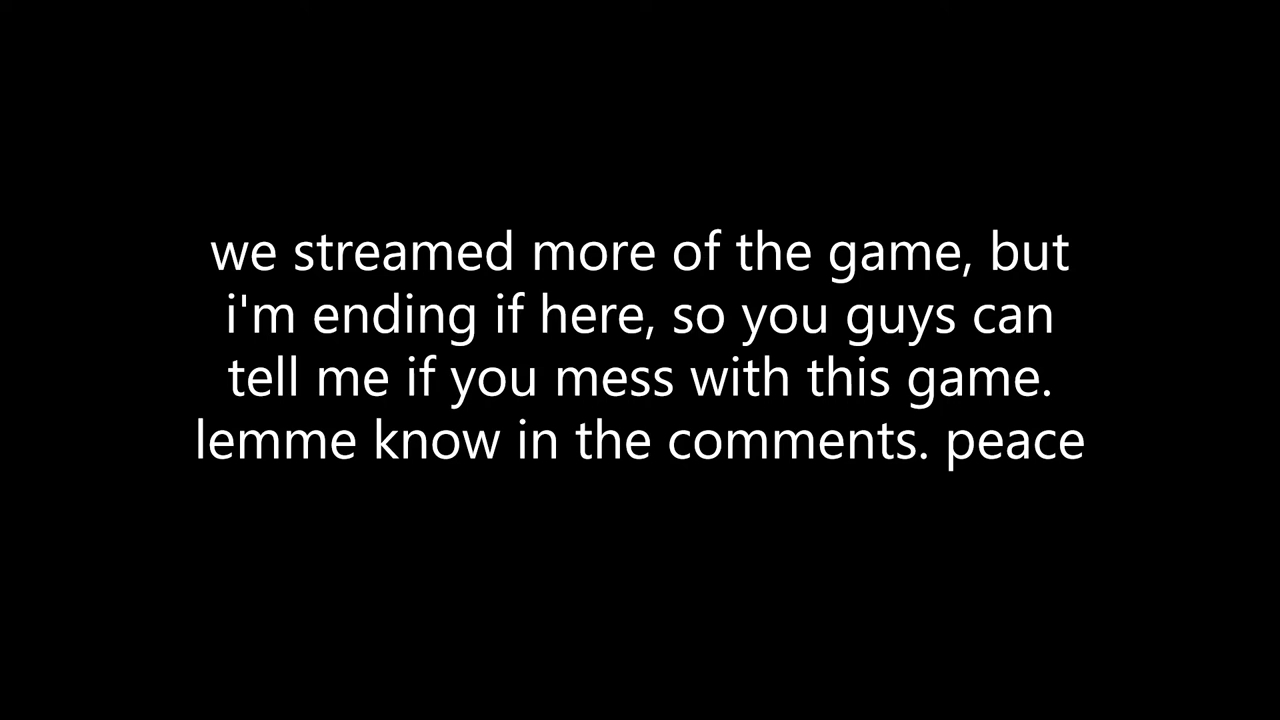 we streamed more of the game, but
i'm ending if here, so you guys can
tell me if you mess with this game.
lemme know in the comments. peace